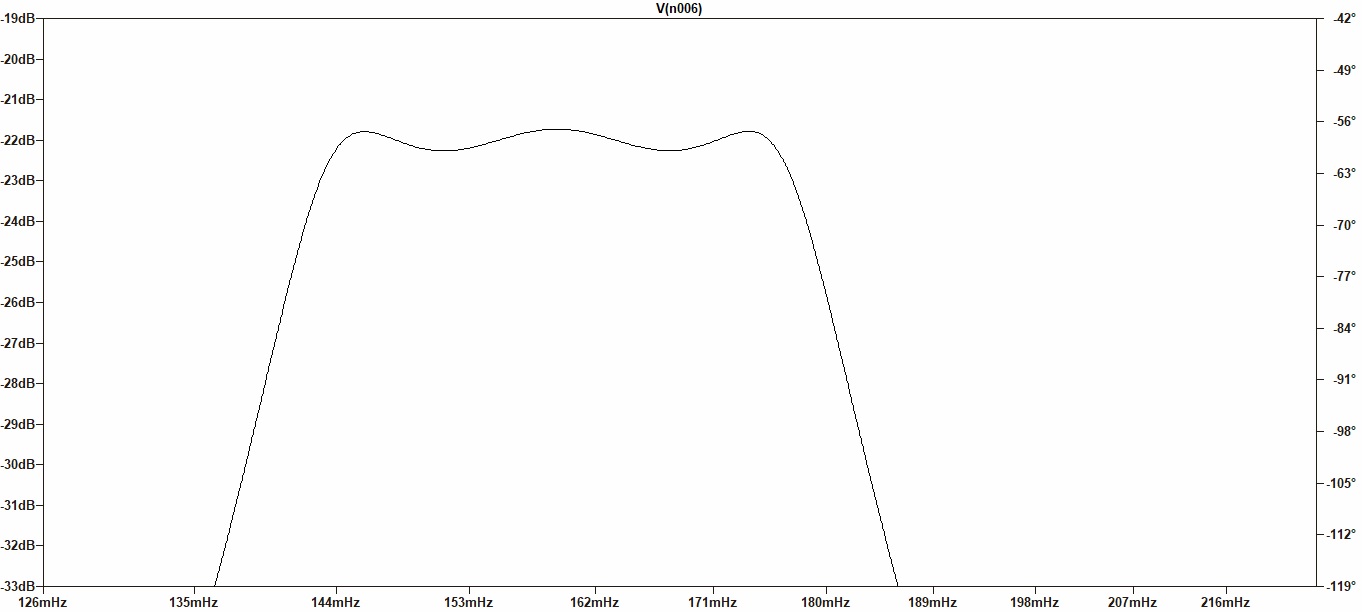 V(n006)
-19dB -42°
-20dB
-49°
-21dB
-56°
-22dB
-23dB -63°
-24dB -70°
-25dB
-77°
-26dB
-27dB -84°
-28dB -91°
-29dB -98°
-30dB
-105°
-31dB
-112°
-32dB
-33dB -119°
126mHz 135mHz 144mHz 153mHz 162mHz 171mHz 180mHz 189mHz 198mHz 207mHz 216mHz